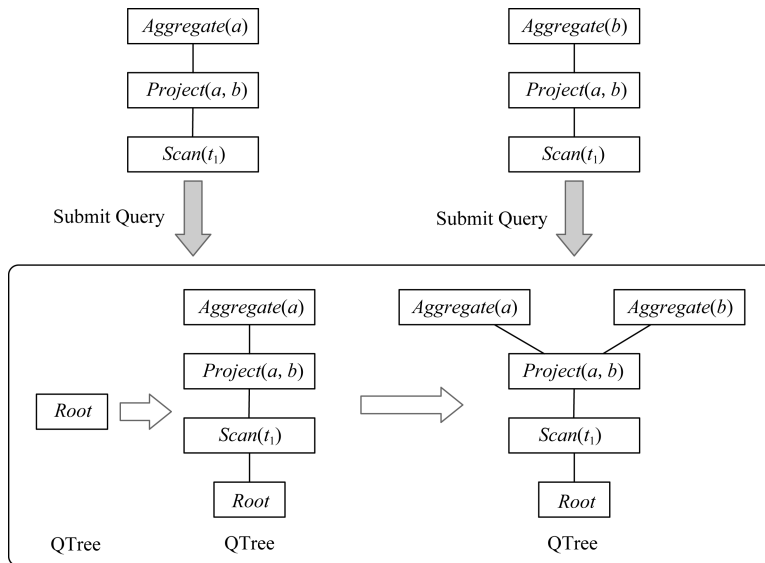 Aggregate(a)
Aggregate(b)
Project(a, b)
Project(a, b)
Scan(t₁)
Scan(t₁)
Submit Query
Submit Query
Aggregate(a)
Aggregate(a)
Aggregate(b)
Project(a, b)
Project(a, b)
Root
Scan(t₁)
Scan(t₁)
Root
Root
QTree
QTree
QTree